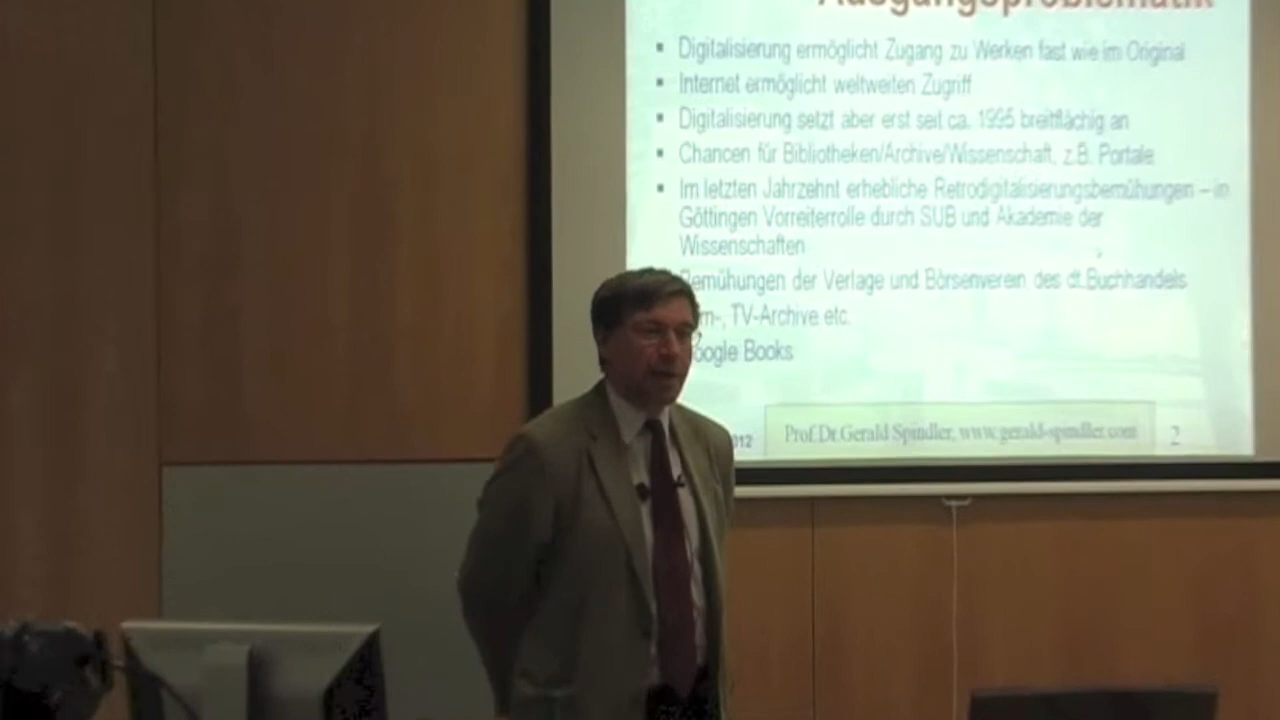 Ausgangsproblematik
Digitalisierung ermöglicht Zugang zu Werken fast wie im Original
Internet ermöglicht weltweiten Zugriff
Digitalisierung setzt aber erst seit ca. 1995 breitflächig an
Chancen für Bibliotheken/Archive/Wissenschaft, z.B. Portale
Im letzten Jahrzehnt erhebliche Retrodigitalisierungsbemühungen – in
Göttingen Vorreiterrolle durch SUB und Akademie der
Wissenschaften
Bemühungen der Verlage und Börsenverein des dt.Buchhandels
m-, TV-Archive etc.
oogle Books
012 Prof.Dr.Gerald Spindler, www.gerald-spindler.com 2